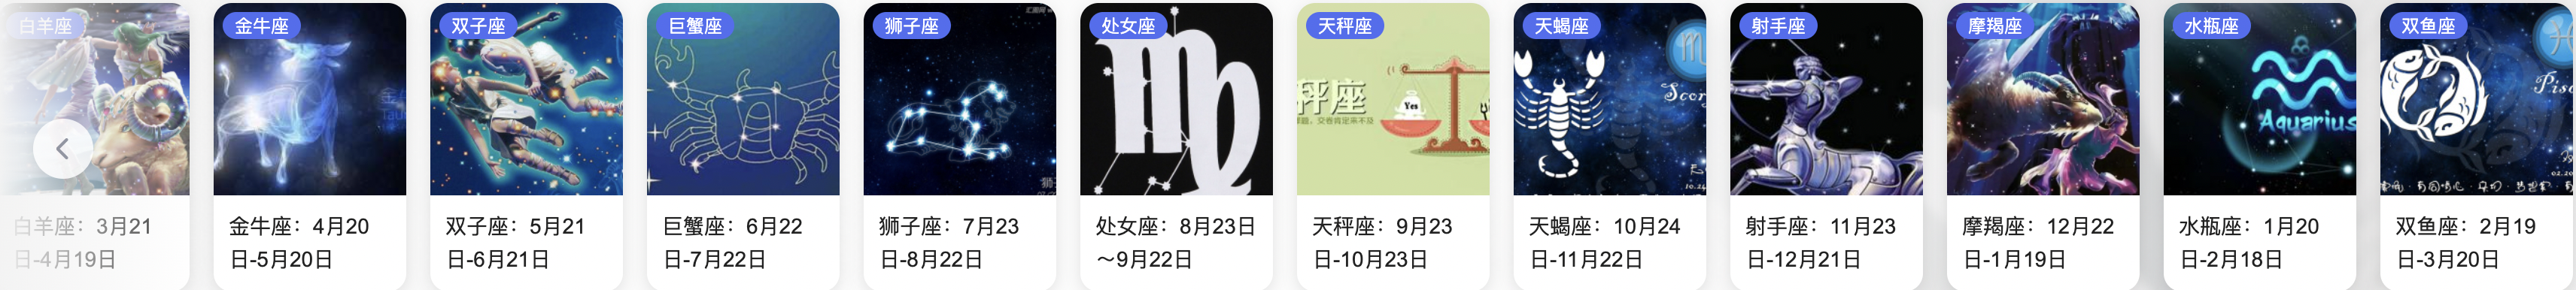 白羊座
白羊座：3月21
日-4月19日
金牛座
金牛座：4月20
日-5月20日
双子座
双子座：5月21
日-6月21日
巨蟹座
巨蟹座：6月22
日-7月22日
狮子座
狮子座：7月23
日-8月22日
处女座
处女座：8月23日
～9月22日
天秤座
秤座
Yes
天秤座：9月23
日-10月23日
天蝎座
Scor
天蝎座：10月24
日-11月22日
射手座
射手座：11月23
日-12月21日
摩羯座
摩羯座：12月22
日-1月19日
水瓶座
Aquarius
水瓶座：1月20
日-2月18日
双鱼座
Pisc
双鱼座：2月19
日-3月20日